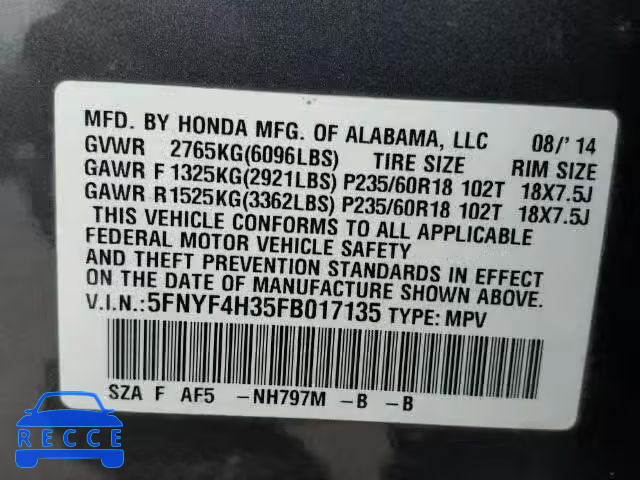 MFD. BY HONDA MFG. OF ALABAMA, LLC 08/' 14
GVWR 2765KG(6096LBS) TIRE SIZE RIM SIZE
GAWR F 1325KG(2921LBS) P235/60R18 102T 18X7.5J
GAWR R1525KG(3362LBS) P235/60R18 102T 18X7.5J
THIS VEHICLE CONFORMS TO ALL APPLICABLE
FEDERAL MOTOR VEHICLE SAFETY
AND THEFT PREVENTION STANDARDS IN EFFECT
ON THE DATE OF MANUFACTURE SHOWN ABOVE.
V.I.N.:5FNYF4H35FB017135 TYPE: MPV
SZA F AF5 -NH797M -B -B
RECCE
.COM